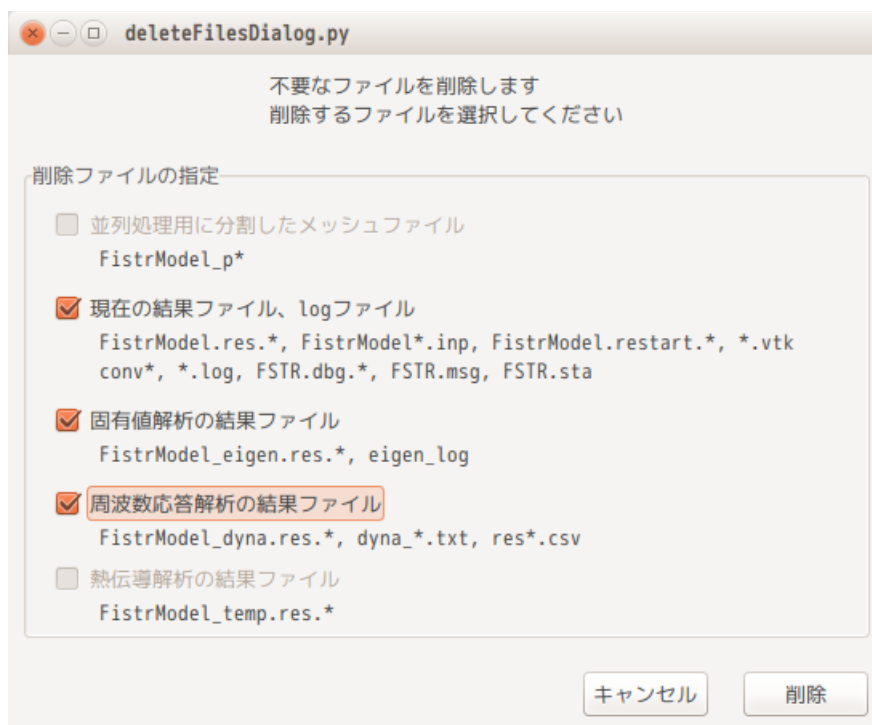 deleteFilesDialog.py
不要なファイルを削除します
削除するファイルを選択してください
削除ファイルの指定
並列処理用に分割したメッシュファイル
FistrModel_p*
現在の結果ファイル、logファイル
FistrModel.res.*, FistrModel*.inp, FistrModel.restart.*, *.vtk
conv*, *.log, FSTR.dbg.*, FSTR.msg, FSTR.sta
固有値解析の結果ファイル
FistrModel_eigen.res.*, eigen_log
周波数応答解析の結果ファイル
FistrModel_dyna.res.*, dyna_*.txt, res*.csv
熱伝導解析の結果ファイル
FistrModel_temp.res.*
キャンセル
削除